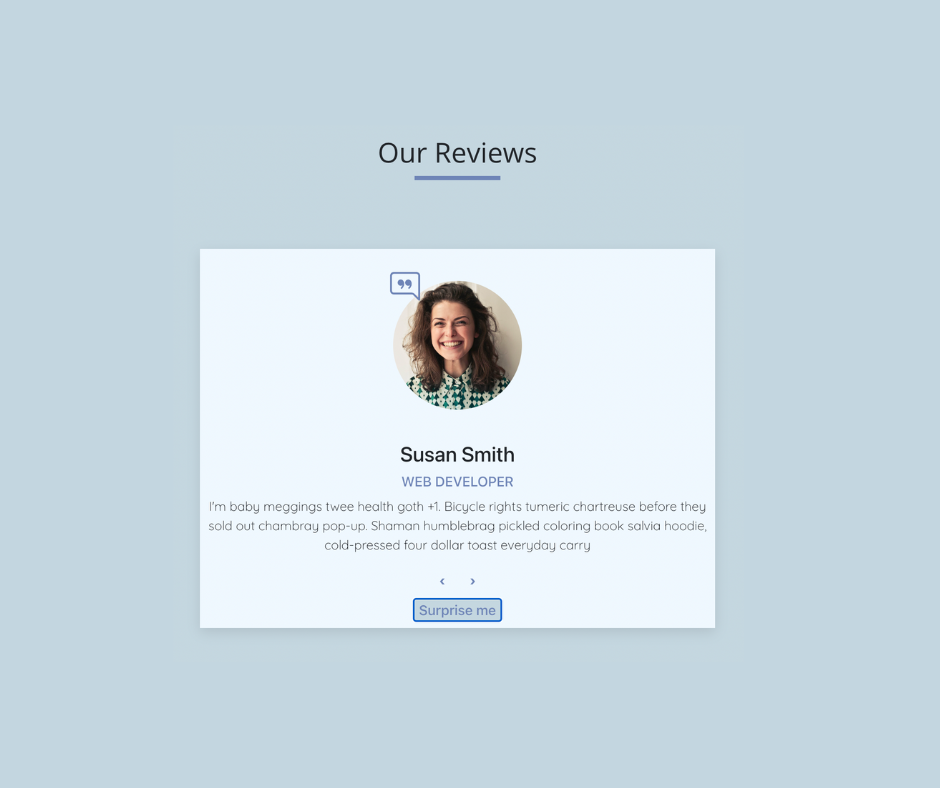 Our Reviews
Susan Smith
WEB DEVELOPER
I'm baby meggings twee health goth +1. Bicycle rights tumeric chartreuse before they
sold out chambray pop-up. Shaman humblebrag pickled coloring book salvia hoodie,
cold-pressed four dollar toast everyday carry
‹ ›
Surprise me